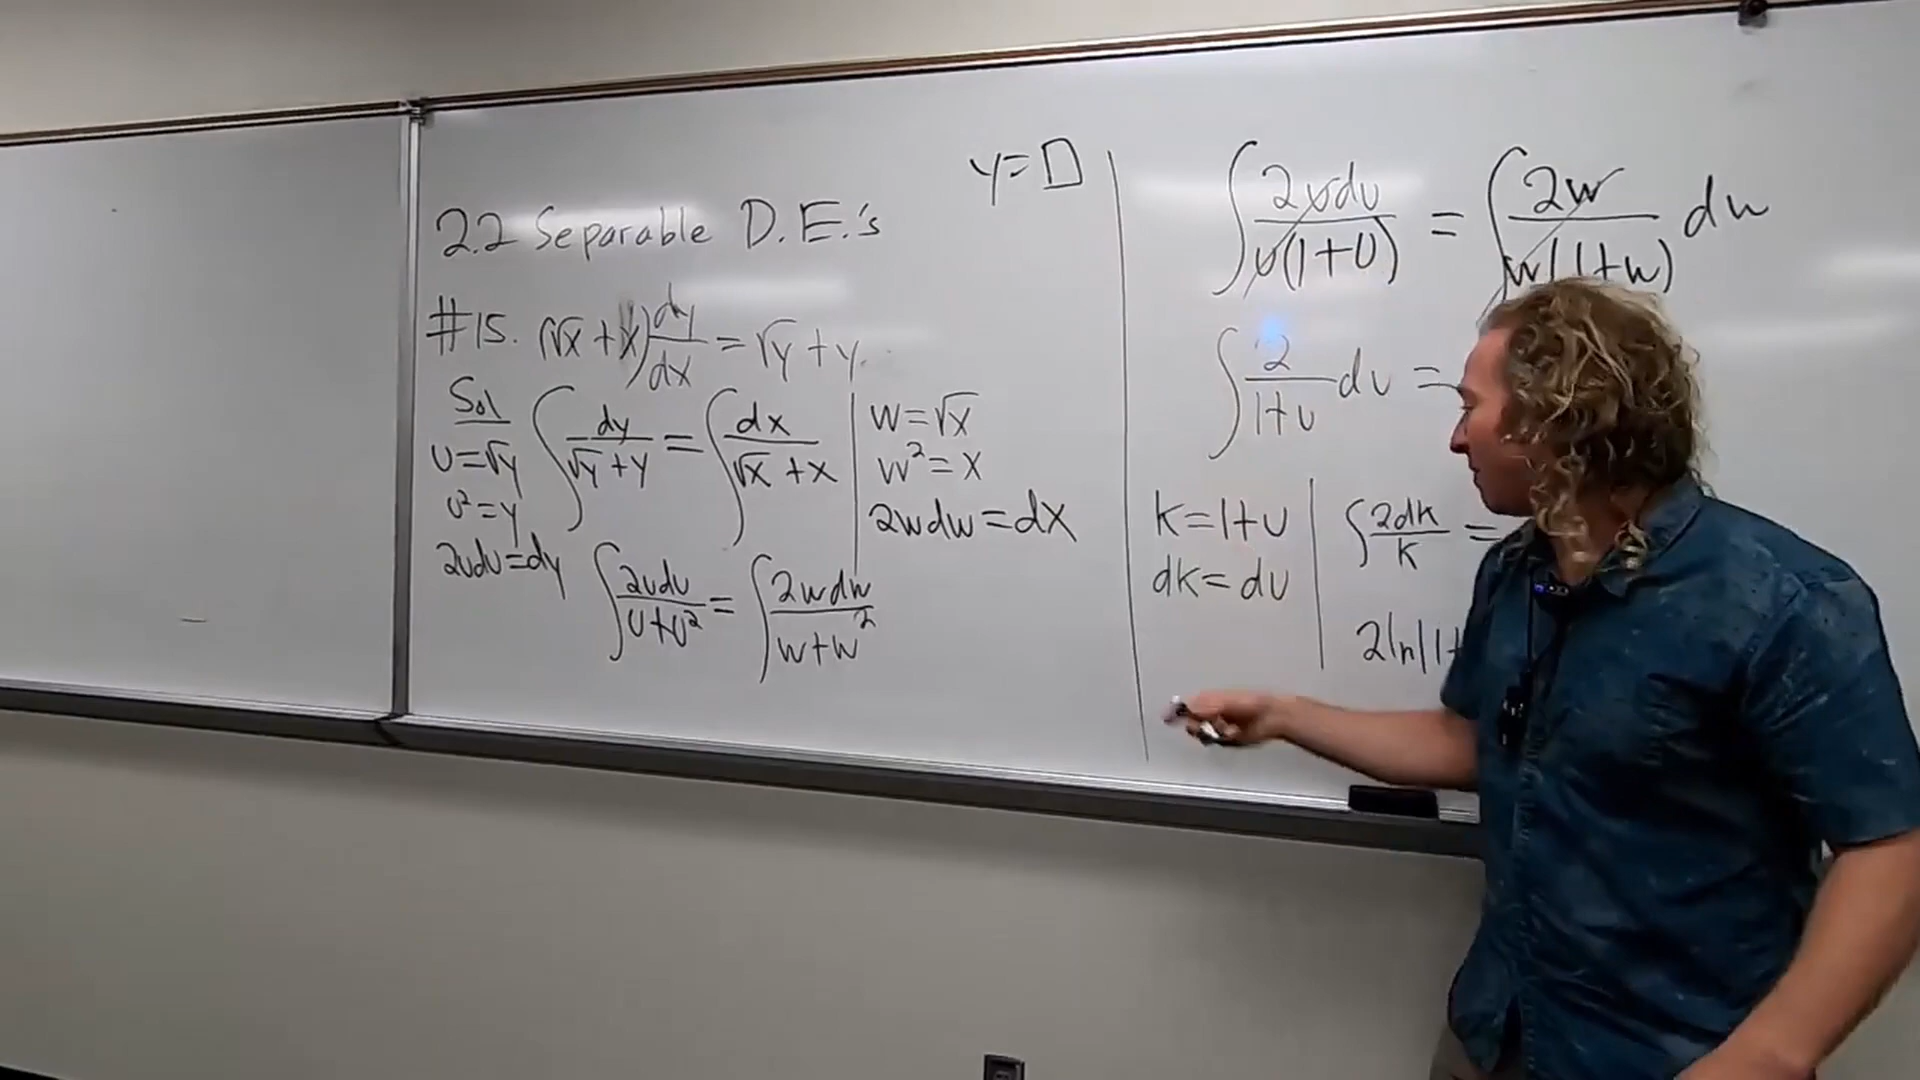 2.2 Separable D.E.'s
y = □
#15. (√x + x) dy/dx = √y + y
Sol
u = √y
u² = y
2udu = dy
∫ dy/(√y + y) = ∫ dx/(√x + x)
w = √x
w² = x
2wdw = dx
∫ 2udu/(u + u²) = ∫ 2wdw/(w + w²)
∫ 2udu/(u(1+u)) = ∫ 2w/(w(1+w)) dw
∫ 2/(1+u) du =
k = 1+u
dk = du
∫ 2dk/k =
2ln|1+